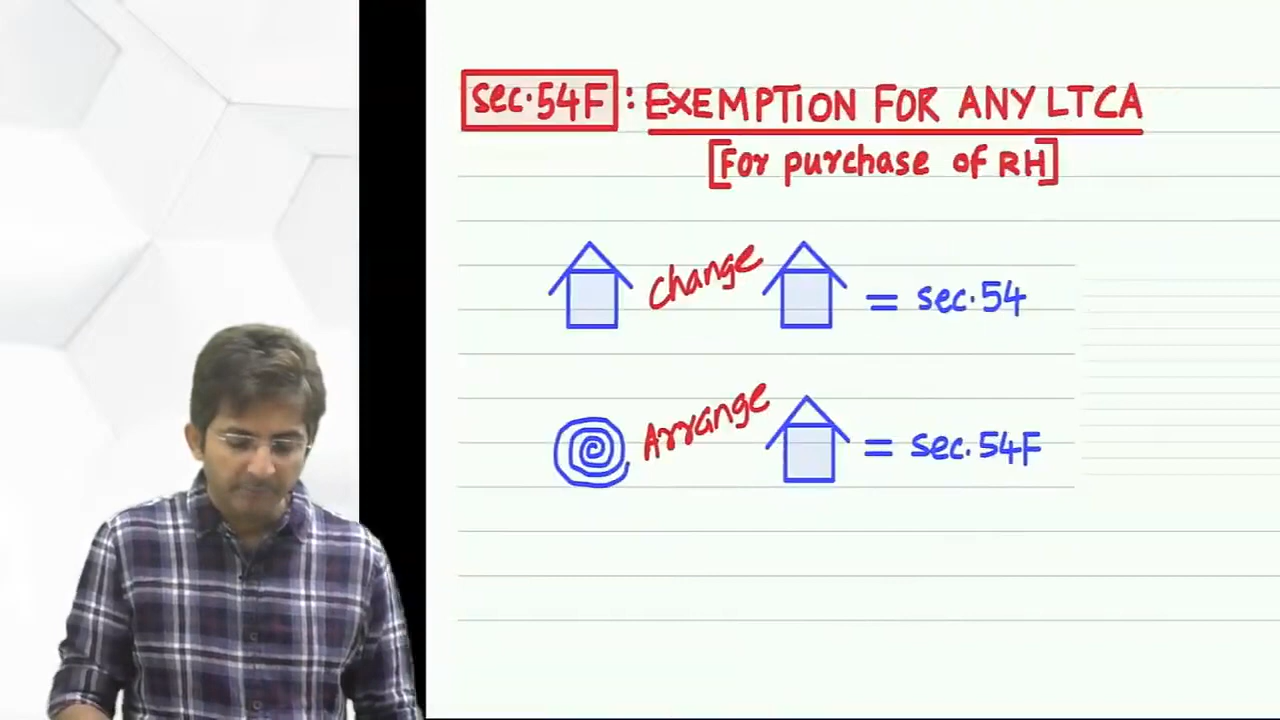 sec.54F : EXEMPTION FOR ANY LTCA
[For purchase of RH]
change = sec.54
Arrange = sec.54F